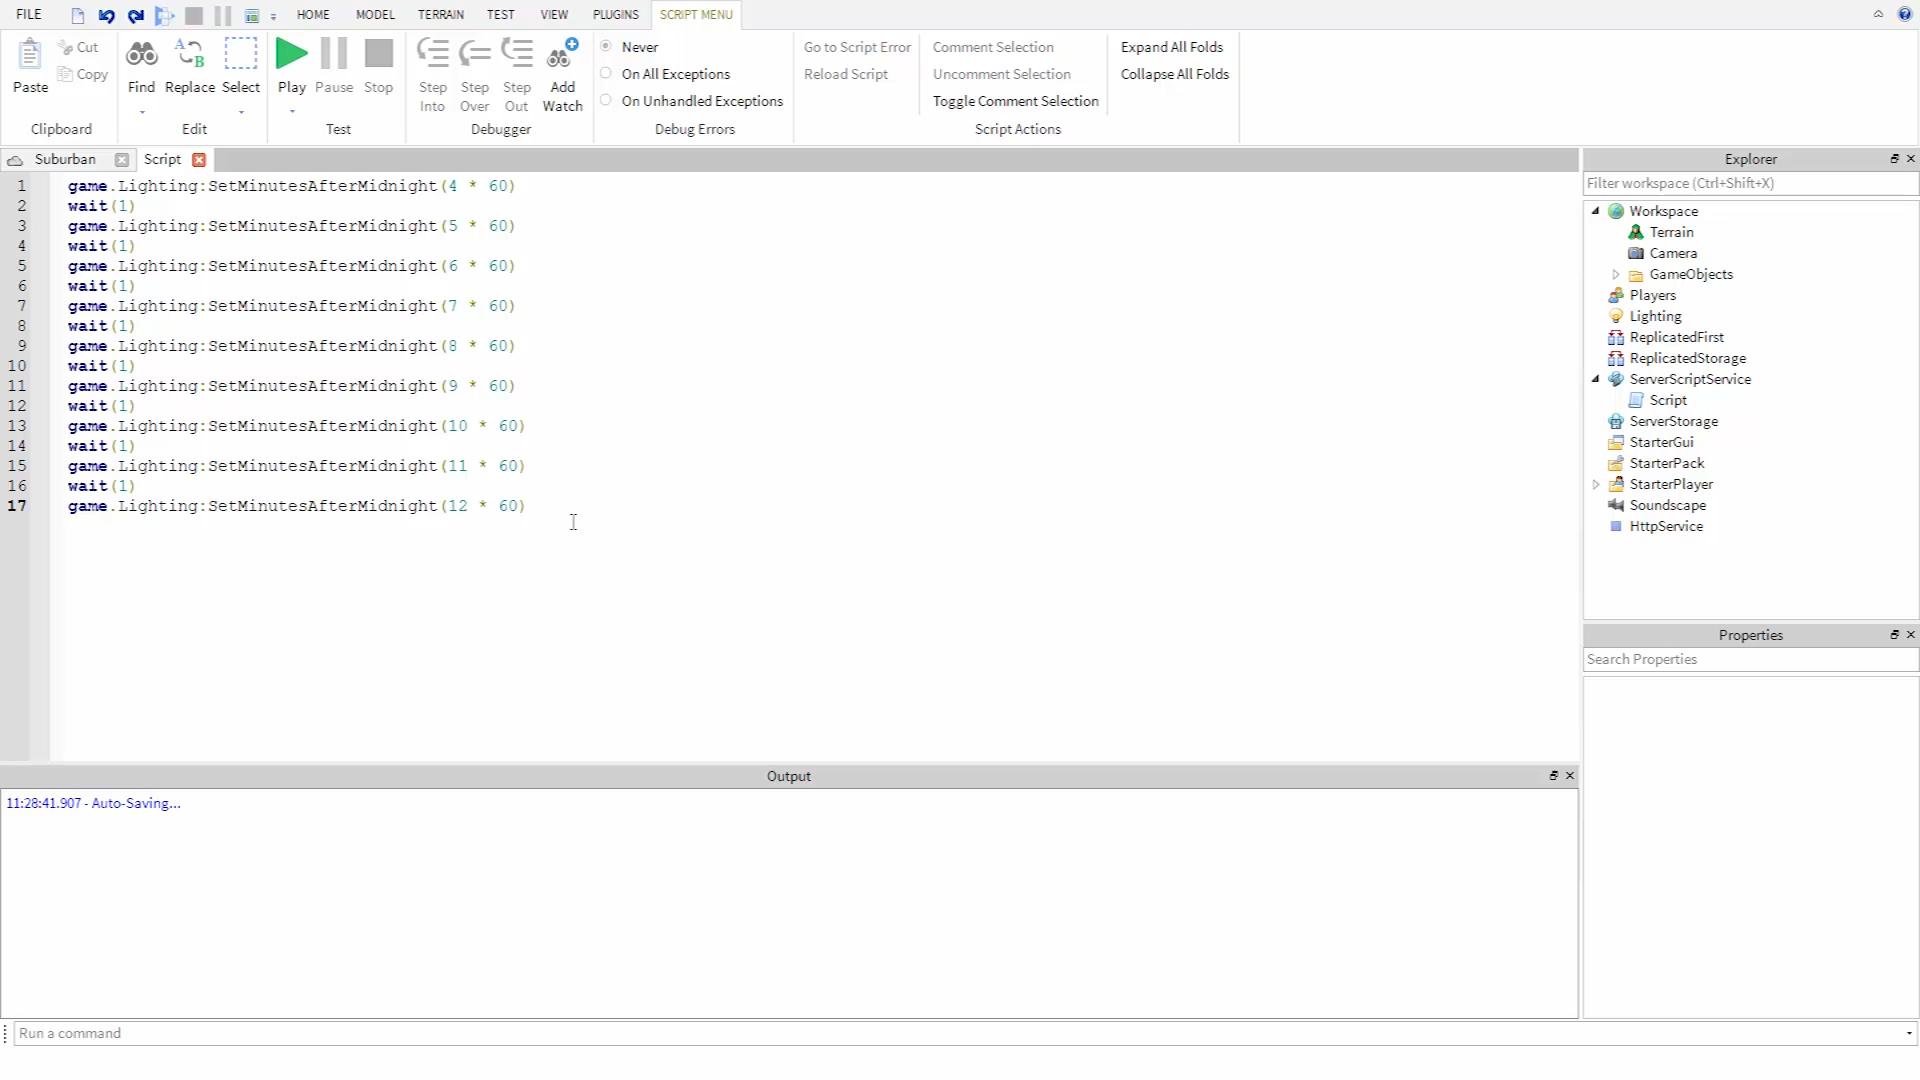 FILE HOME MODEL TERRAIN TEST VIEW PLUGINS SCRIPT MENU
Paste
Cut
Copy
Clipboard
Find
Replace
Select
Edit
Play
Pause
Stop
Test
Step Into
Step Over
Step Out
Add Watch
Debugger
Never
On All Exceptions
On Unhandled Exceptions
Debug Errors
Go to Script Error
Reload Script
Comment Selection
Uncomment Selection
Toggle Comment Selection
Script Actions
Expand All Folds
Collapse All Folds
Suburban
Script
1 game.Lighting:SetMinutesAfterMidnight(4 * 60)
2 wait(1)
3 game.Lighting:SetMinutesAfterMidnight(5 * 60)
4 wait(1)
5 game.Lighting:SetMinutesAfterMidnight(6 * 60)
6 wait(1)
7 game.Lighting:SetMinutesAfterMidnight(7 * 60)
8 wait(1)
9 game.Lighting:SetMinutesAfterMidnight(8 * 60)
10 wait(1)
11 game.Lighting:SetMinutesAfterMidnight(9 * 60)
12 wait(1)
13 game.Lighting:SetMinutesAfterMidnight(10 * 60)
14 wait(1)
15 game.Lighting:SetMinutesAfterMidnight(11 * 60)
16 wait(1)
17 game.Lighting:SetMinutesAfterMidnight(12 * 60)
Output
11:28:41.907 - Auto-Saving...
Run a command
Explorer
Filter workspace (Ctrl+Shift+X)
Workspace
Terrain
Camera
GameObjects
Players
Lighting
ReplicatedFirst
ReplicatedStorage
ServerScriptService
Script
ServerStorage
StarterGui
StarterPack
StarterPlayer
Soundscape
HttpService
Properties
Search Properties